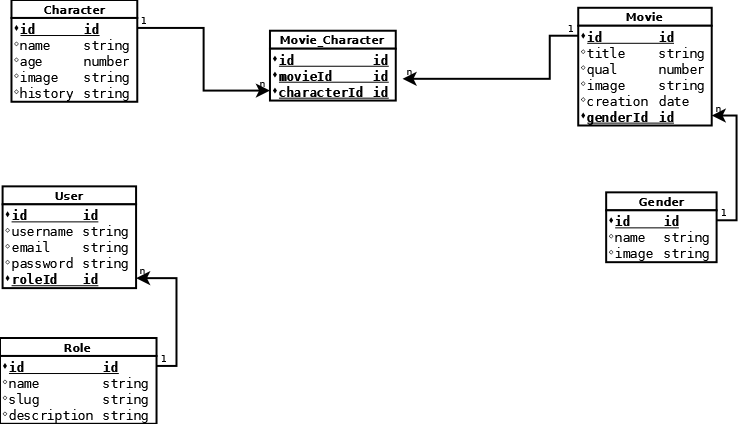 Character
id id
name string
age number
image string
history string
1
n
Movie_Character
id id
movieId id
characterId id
n
1
Movie
id id
title string
qual number
image string
creation date
genderId id
n
1
Gender
id id
name string
image string
User
id id
username string
email string
password string
roleId id
n
1
Role
id id
name string
slug string
description string